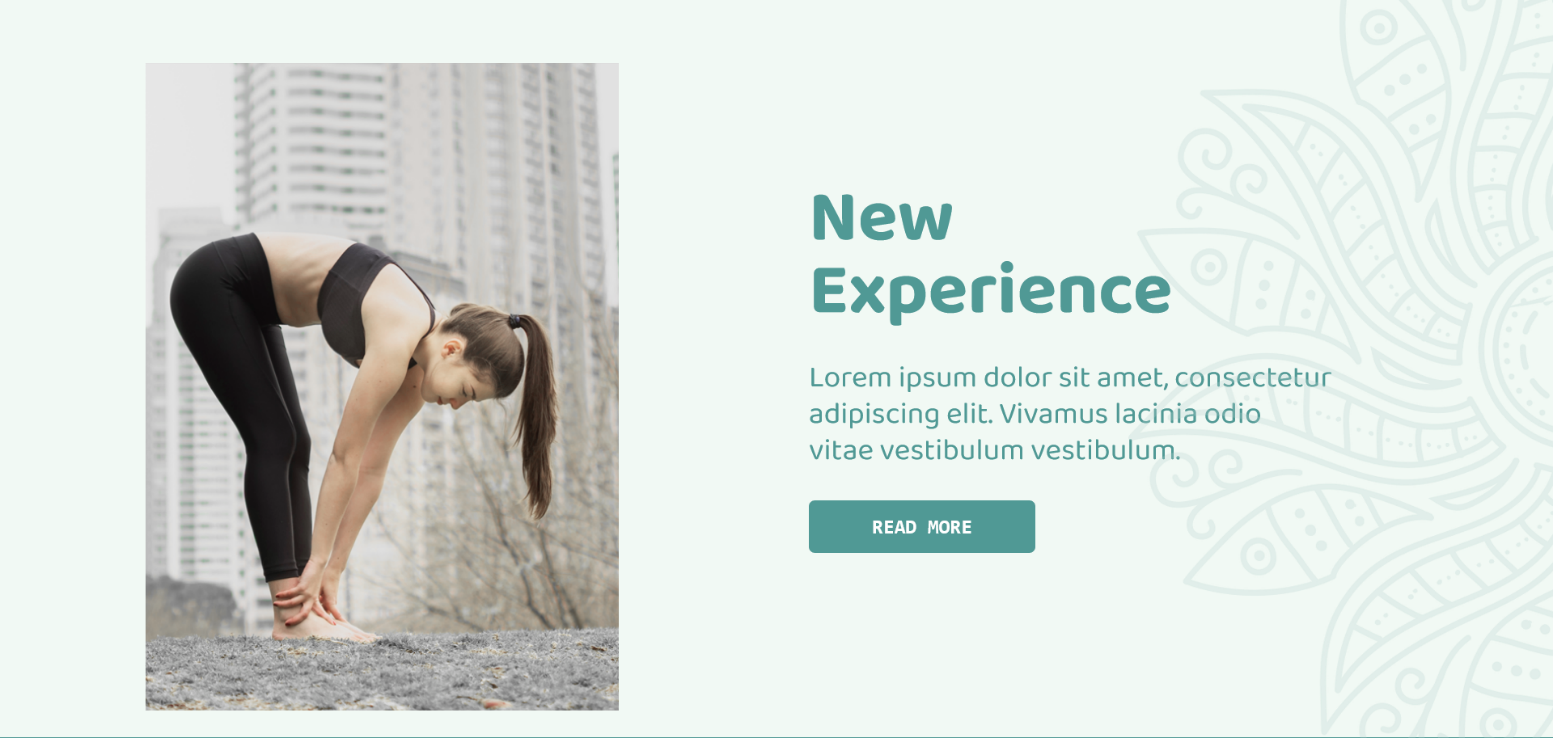 New
Experience
Lorem ipsum dolor sit amet, consectetur
adipiscing elit. Vivamus lacinia odio
vitae vestibulum vestibulum.
READ MORE